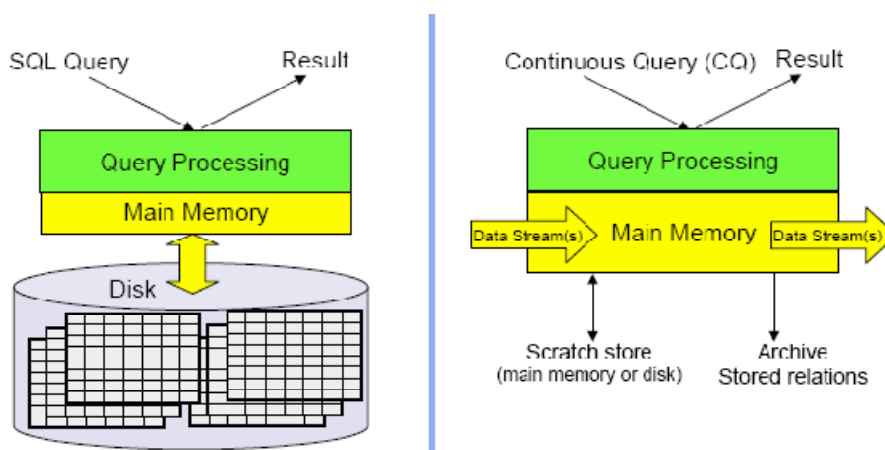 SQL Query
Result
Query Processing
Main Memory
Disk
Continuous Query (CQ)
Result
Query Processing
Data Stream(s)
Main Memory
Data Stream(s)
Scratch store
(main memory or disk)
Archive
Stored relations